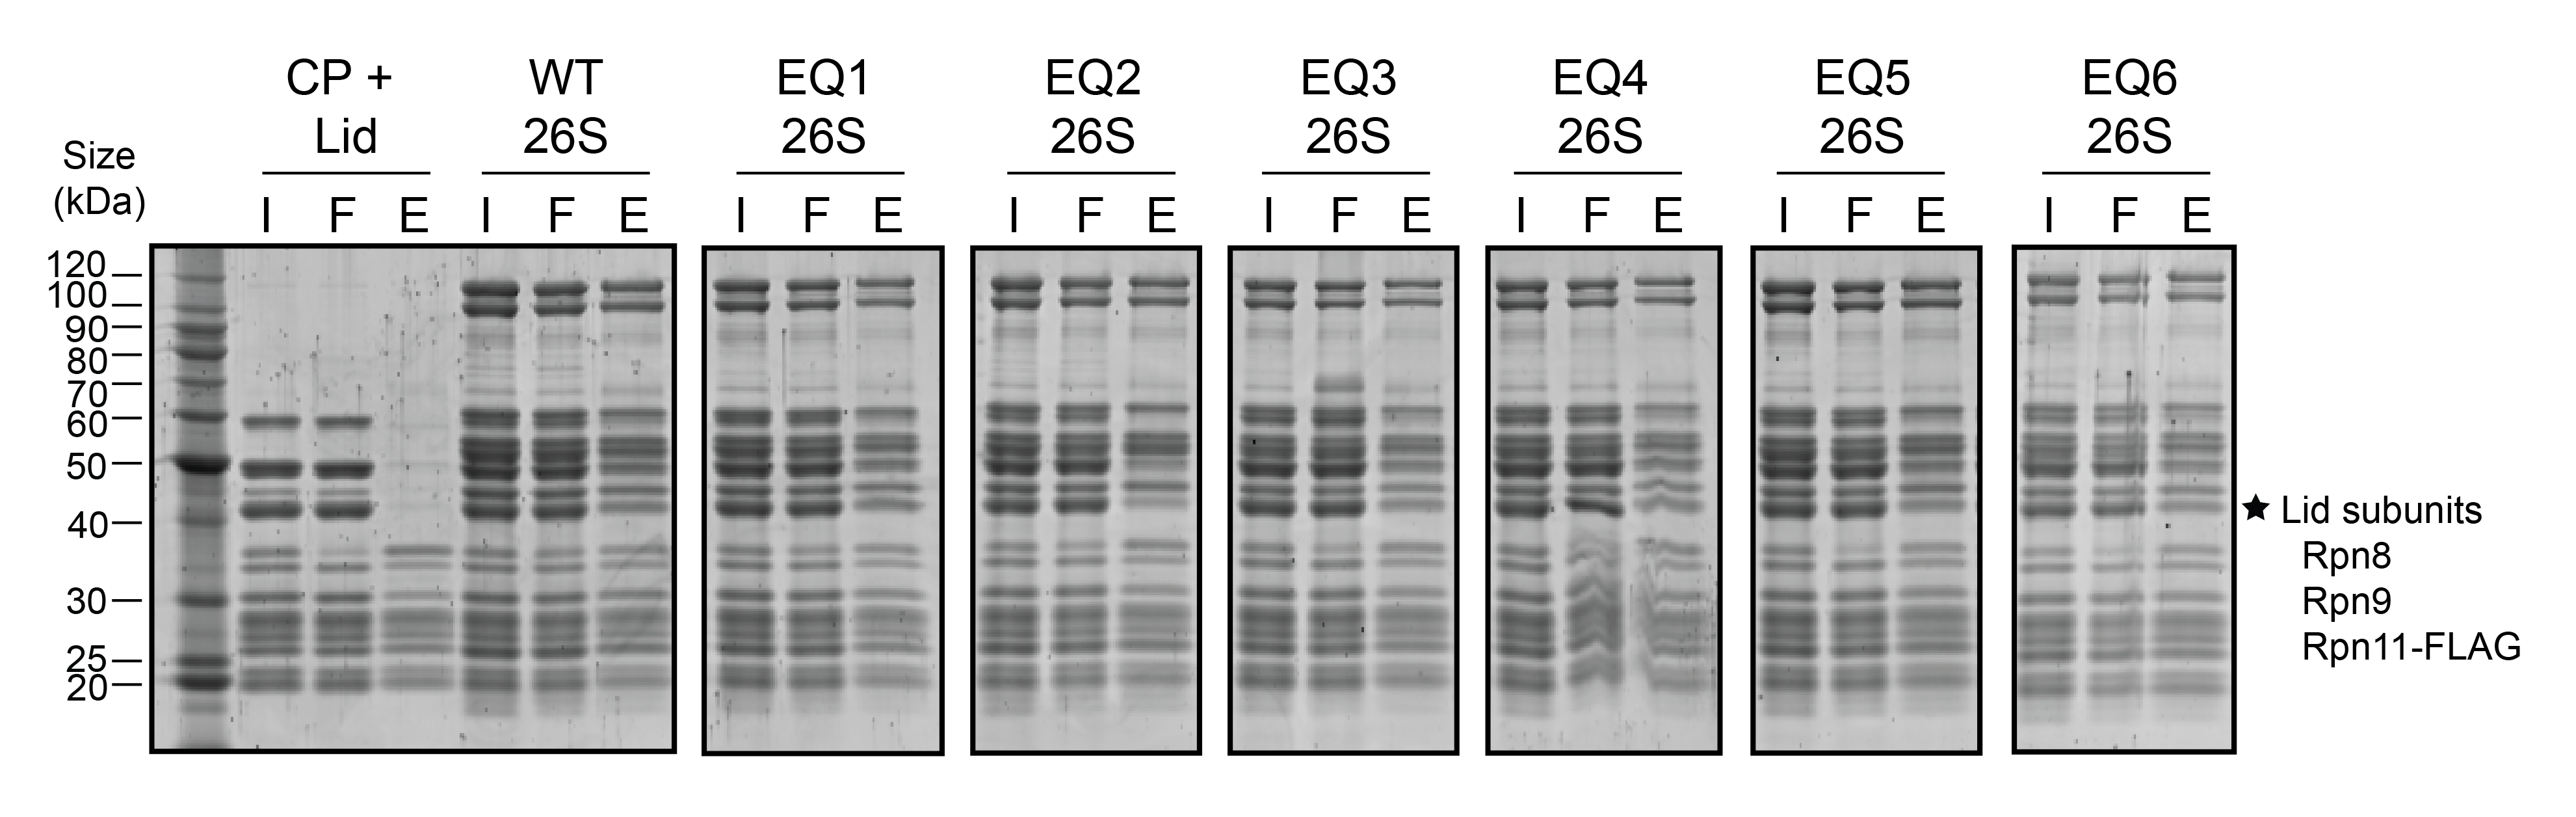 CP + WT EQ1 EQ2 EQ3 EQ4 EQ5 EQ6
Lid 26S 26S 26S 26S 26S 26S 26S
Size
(kDa)
I F E I F E I F E I F E I F E I F E I F E I F E
120
100
90
80
70
60
50
40
30
25
20
★ Lid subunits
Rpn8
Rpn9
Rpn11-FLAG